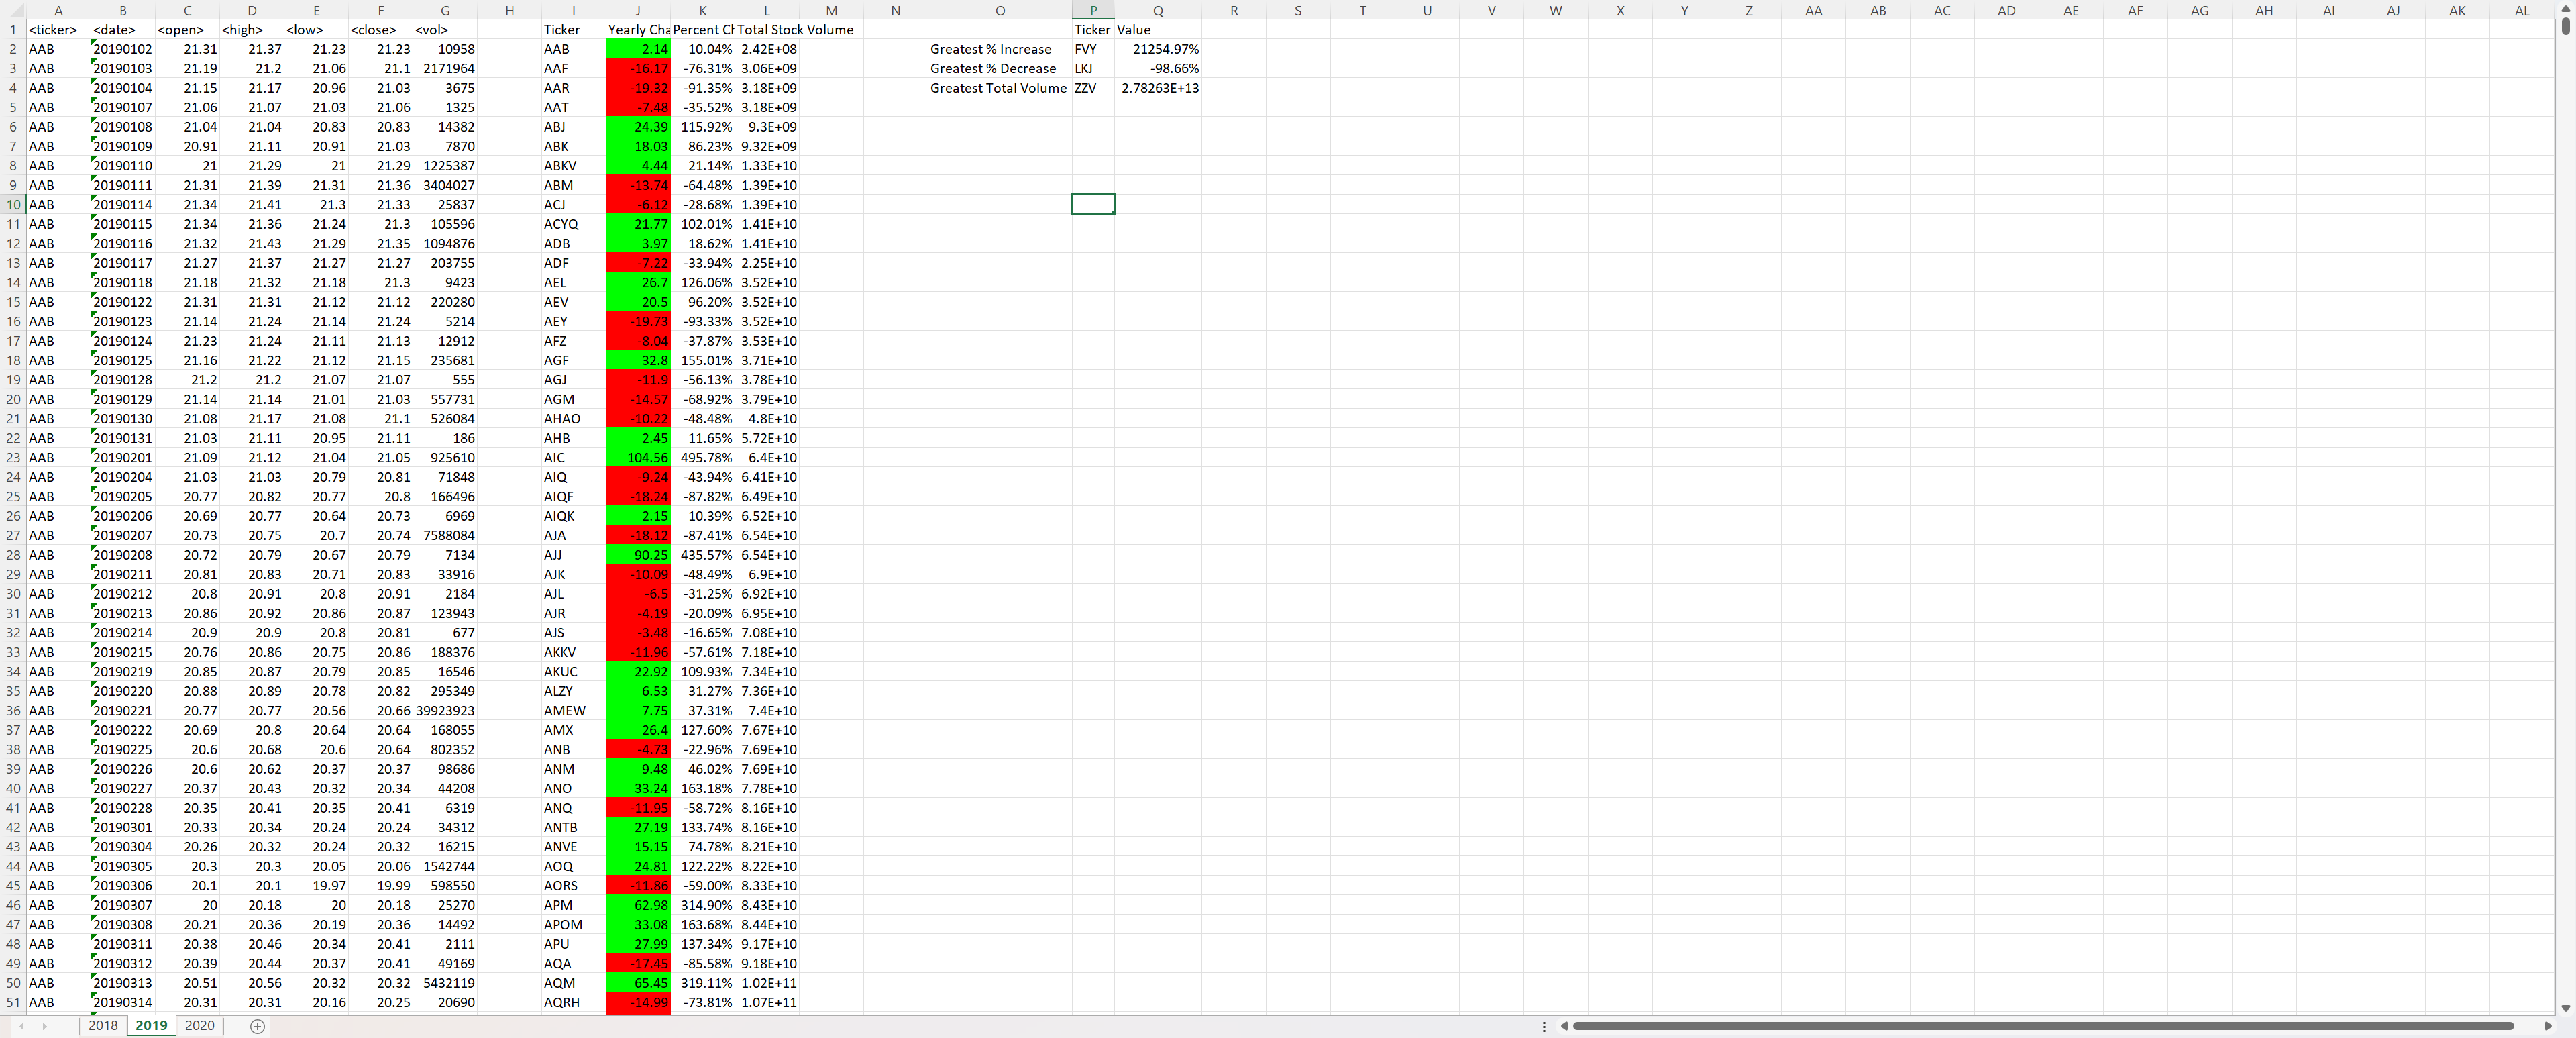 A B C D E F G H I J K L M N O P Q R S T U V W X Y Z AA AB AC AD AE AF AG AH AI AJ AK AL
1 <ticker> <date> <open> <high> <low> <close> <vol> Ticker Yearly Cha Percent Ch Total Stock Volume Ticker Value
2 AAB 20190102 21.31 21.37 21.23 21.23 10958 AAB 2.14 10.04% 2.42E+08 Greatest % Increase FVY 21254.97%
3 AAB 20190103 21.19 21.2 21.06 21.1 2171964 AAF -16.17 -76.31% 3.06E+09 Greatest % Decrease LKJ -98.66%
4 AAB 20190104 21.15 21.17 20.96 21.03 3675 AAR -19.32 -91.35% 3.18E+09 Greatest Total Volume ZZV 2.78263E+13
5 AAB 20190107 21.06 21.07 21.03 21.06 1325 AAT -7.48 -35.52% 3.18E+09
6 AAB 20190108 21.04 21.04 20.83 20.83 14382 ABJ 24.39 115.92% 9.3E+09
7 AAB 20190109 20.91 21.11 20.91 21.03 7870 ABK 18.03 86.23% 9.32E+09
8 AAB 20190110 21 21.29 21 21.29 1225387 ABKV 4.44 21.14% 1.33E+10
9 AAB 20190111 21.31 21.39 21.31 21.36 3404027 ABM -13.74 -64.48% 1.39E+10
10 AAB 20190114 21.34 21.41 21.3 21.33 25837 ACJ -6.12 -28.68% 1.39E+10
11 AAB 20190115 21.34 21.36 21.24 21.3 105596 ACYQ 21.77 102.01% 1.41E+10
12 AAB 20190116 21.32 21.43 21.29 21.35 1094876 ADB 3.97 18.62% 1.41E+10
13 AAB 20190117 21.27 21.37 21.27 21.27 203755 ADF -7.22 -33.94% 2.25E+10
14 AAB 20190118 21.18 21.32 21.18 21.3 9423 AEL 26.7 126.06% 3.52E+10
15 AAB 20190122 21.31 21.31 21.12 21.12 220280 AEV 20.5 96.20% 3.52E+10
16 AAB 20190123 21.14 21.24 21.14 21.24 5214 AEY -19.73 -93.33% 3.52E+10
17 AAB 20190124 21.23 21.24 21.11 21.13 12912 AFZ -8.04 -37.87% 3.53E+10
18 AAB 20190125 21.16 21.22 21.12 21.15 235681 AGF 32.8 155.01% 3.71E+10
19 AAB 20190128 21.2 21.2 21.07 21.07 555 AGJ -11.9 -56.13% 3.78E+10
20 AAB 20190129 21.14 21.14 21.01 21.03 557731 AGM -14.57 -68.92% 3.79E+10
21 AAB 20190130 21.08 21.17 21.08 21.1 526084 AHAO -10.22 -48.48% 4.8E+10
22 AAB 20190131 21.03 21.11 20.95 21.11 186 AHB 2.45 11.65% 5.72E+10
23 AAB 20190201 21.09 21.12 21.04 21.05 925610 AIC 104.56 495.78% 6.4E+10
24 AAB 20190204 21.03 21.03 20.79 20.81 71848 AIQ -9.24 -43.94% 6.41E+10
25 AAB 20190205 20.77 20.82 20.77 20.8 166496 AIQF -18.24 -87.82% 6.49E+10
26 AAB 20190206 20.69 20.77 20.64 20.73 6969 AIQK 2.15 10.39% 6.52E+10
27 AAB 20190207 20.73 20.75 20.7 20.74 7588084 AJA -18.12 -87.41% 6.54E+10
28 AAB 20190208 20.72 20.79 20.67 20.79 7134 AJJ 90.25 435.57% 6.54E+10
29 AAB 20190211 20.81 20.83 20.71 20.83 33916 AJK -10.09 -48.49% 6.9E+10
30 AAB 20190212 20.8 20.91 20.8 20.91 2184 AJL -6.5 -31.25% 6.92E+10
31 AAB 20190213 20.86 20.92 20.86 20.87 123943 AJR -4.19 -20.09% 6.95E+10
32 AAB 20190214 20.9 20.9 20.8 20.81 677 AJS -3.48 -16.65% 7.08E+10
33 AAB 20190215 20.76 20.86 20.75 20.86 188376 AKKV -11.96 -57.61% 7.18E+10
34 AAB 20190219 20.85 20.87 20.79 20.85 16546 AKUC 22.92 109.93% 7.34E+10
35 AAB 20190220 20.88 20.89 20.78 20.82 295349 ALZY 6.53 31.27% 7.36E+10
36 AAB 20190221 20.77 20.77 20.56 20.66 39923923 AMEW 7.75 37.31% 7.4E+10
37 AAB 20190222 20.69 20.8 20.64 20.64 168055 AMX 26.4 127.60% 7.67E+10
38 AAB 20190225 20.6 20.68 20.6 20.64 802352 ANB -4.73 -22.96% 7.69E+10
39 AAB 20190226 20.6 20.62 20.37 20.37 98686 ANM 9.48 46.02% 7.69E+10
40 AAB 20190227 20.37 20.43 20.32 20.34 44208 ANO 33.24 163.18% 7.78E+10
41 AAB 20190228 20.35 20.41 20.35 20.41 6319 ANQ -11.95 -58.72% 8.16E+10
42 AAB 20190301 20.33 20.34 20.24 20.24 34312 ANTB 27.19 133.74% 8.16E+10
43 AAB 20190304 20.26 20.32 20.24 20.32 16215 ANVE 15.15 74.78% 8.21E+10
44 AAB 20190305 20.3 20.3 20.05 20.06 1542744 AOQ 24.81 122.22% 8.22E+10
45 AAB 20190306 20.1 20.1 19.97 19.99 598550 AORS -11.86 -59.00% 8.33E+10
46 AAB 20190307 20 20.18 20 20.18 25270 APM 62.98 314.90% 8.43E+10
47 AAB 20190308 20.21 20.36 20.19 20.36 14492 APOM 33.08 163.68% 8.44E+10
48 AAB 20190311 20.38 20.46 20.34 20.41 2111 APU 27.99 137.34% 9.17E+10
49 AAB 20190312 20.39 20.44 20.37 20.41 49169 AQA -17.45 -85.58% 9.18E+10
50 AAB 20190313 20.51 20.56 20.32 20.32 5432119 AQM 65.45 319.11% 1.02E+11
51 AAB 20190314 20.31 20.31 20.16 20.25 20690 AQRH -14.99 -73.81% 1.07E+11
2018 2019 2020